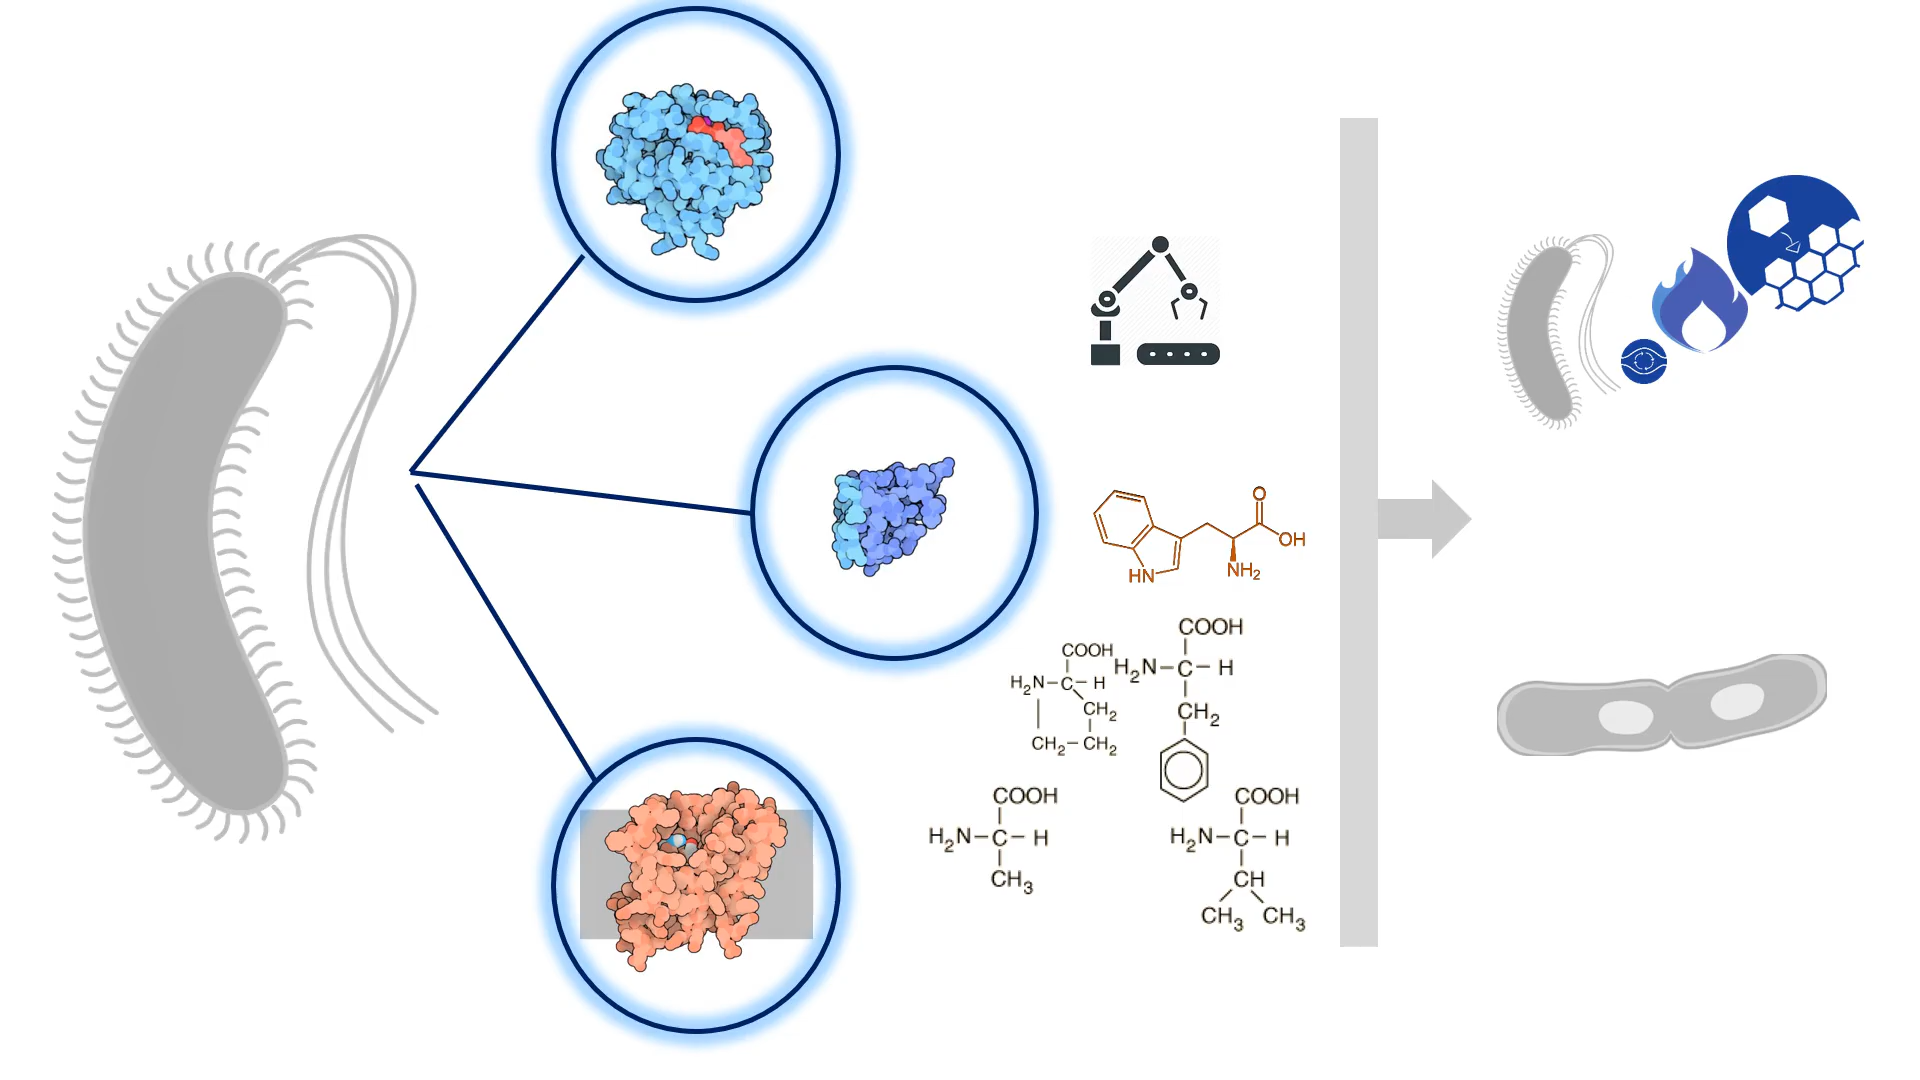 O
OH
HN
NH2
COOH
H2N-C-H
CH2
COOH
H2N-C-H
CH2
CH2-CH2
COOH
H2N-C-H
CH3
COOH
H2N-C-H
CH
CH3 CH3